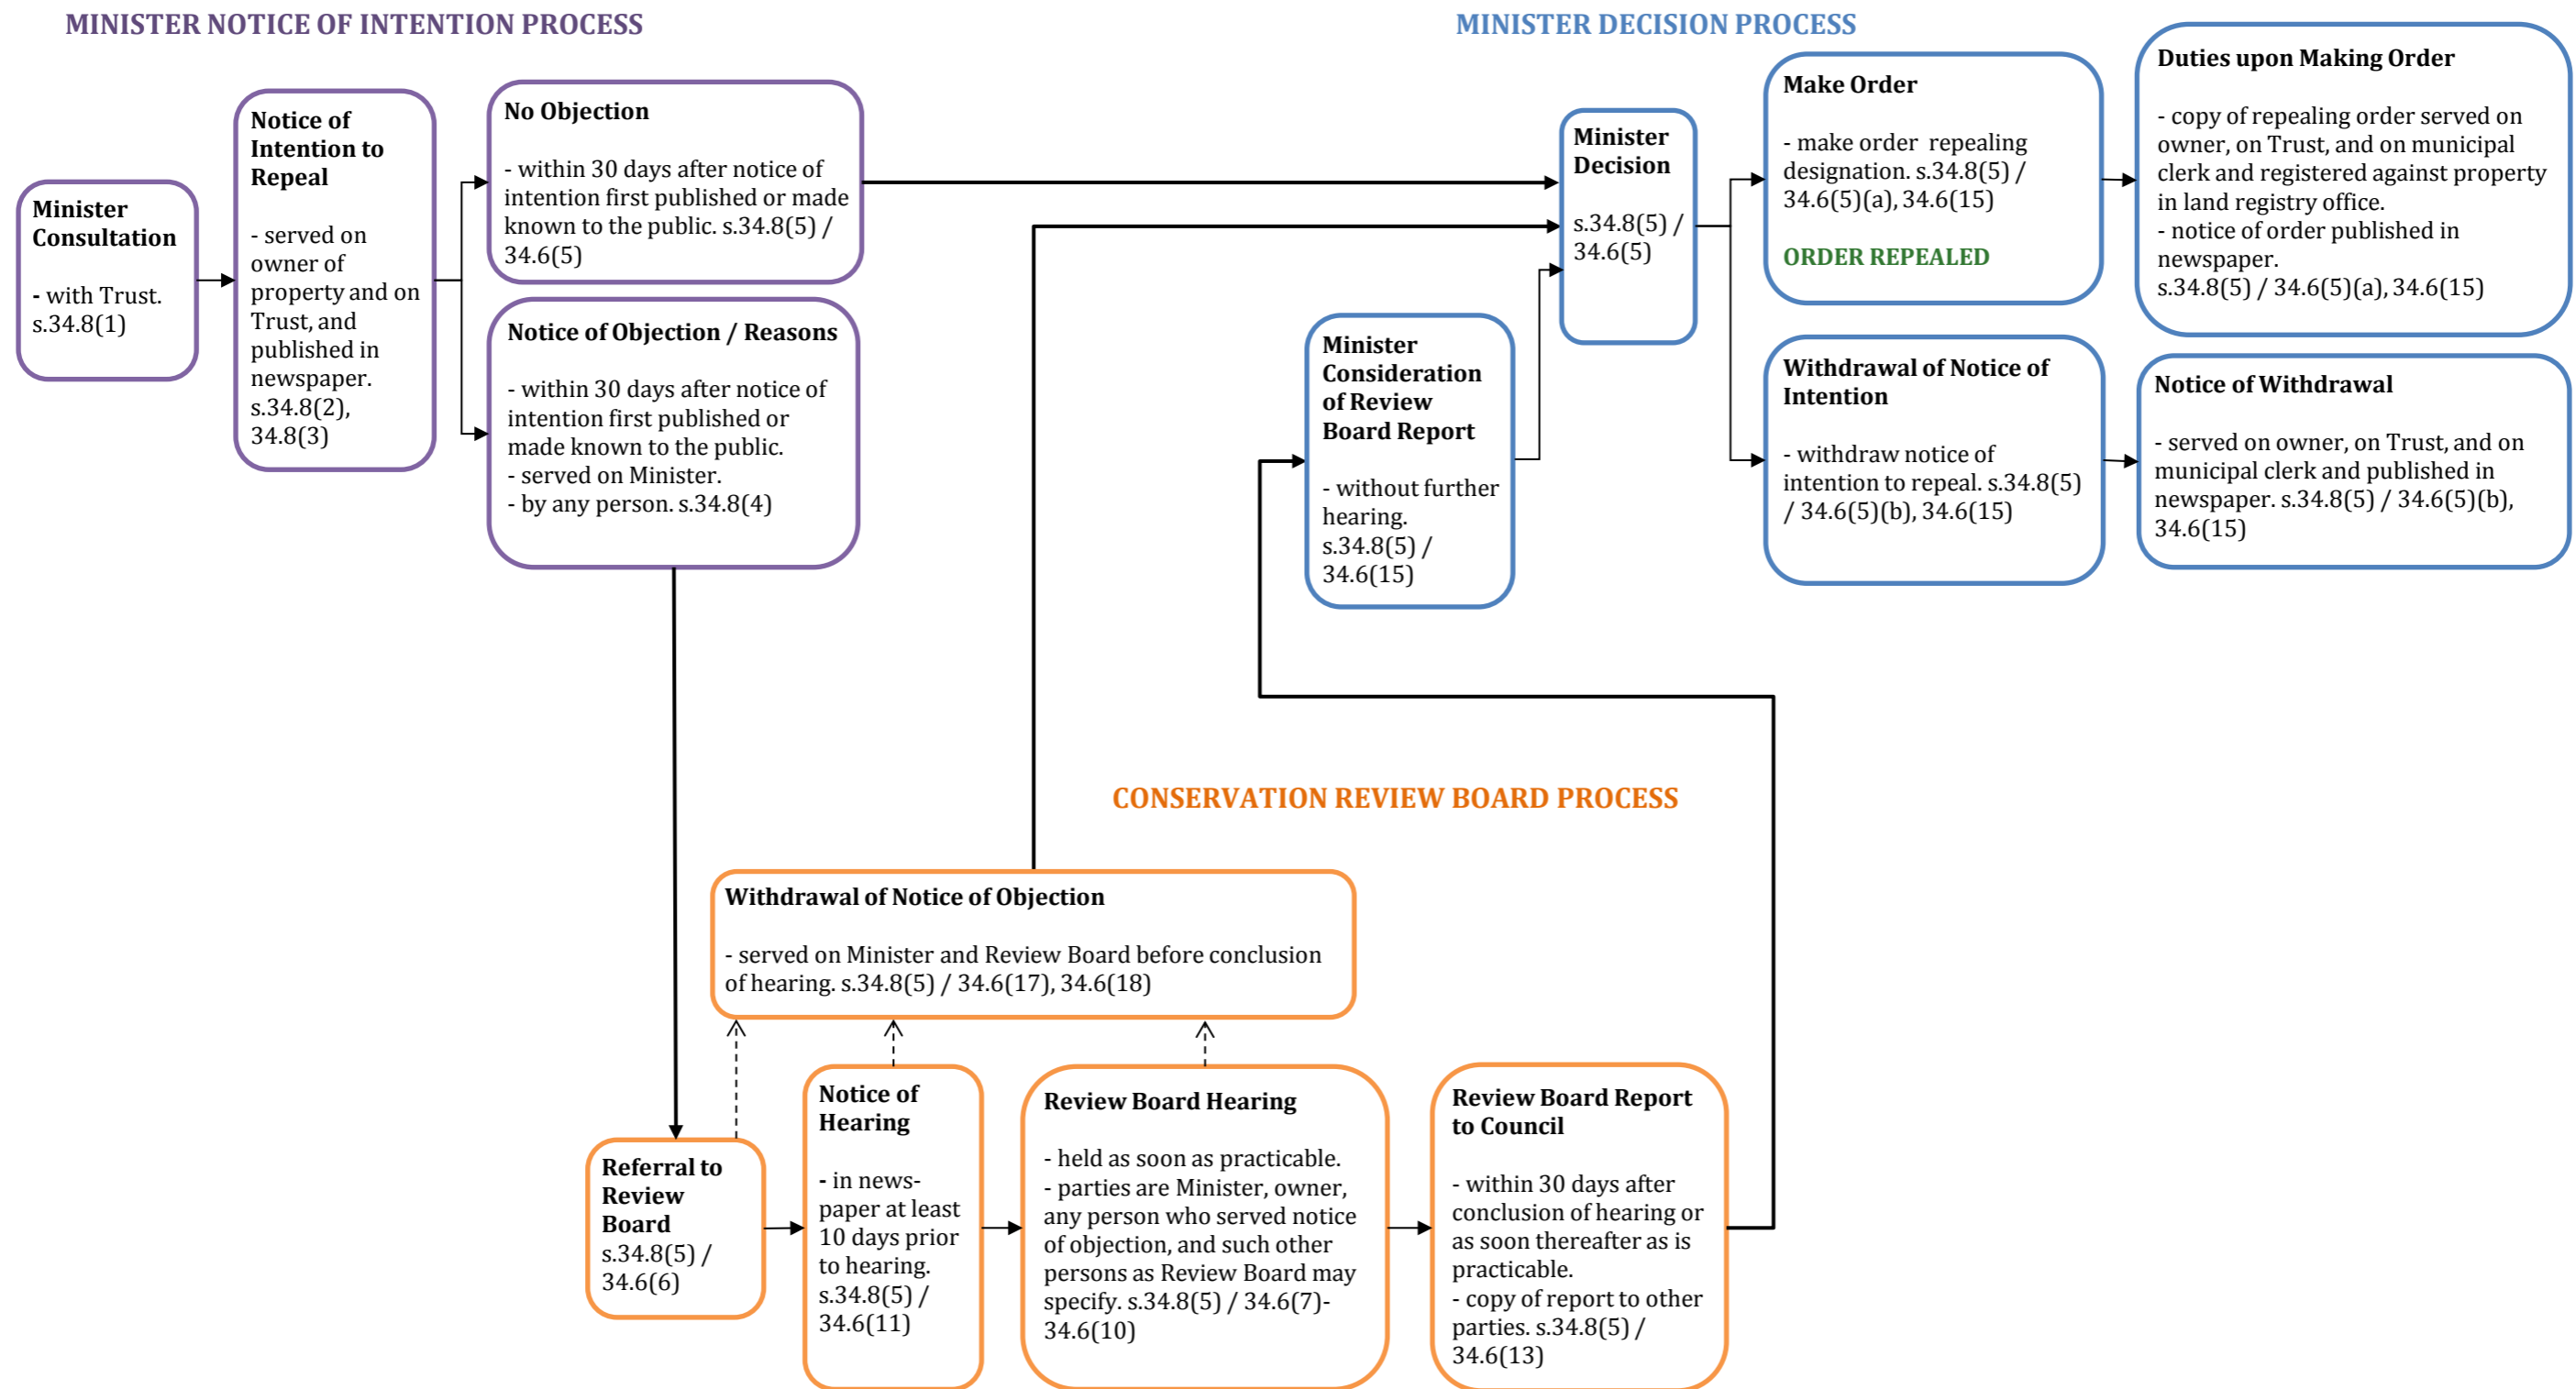 MINISTER NOTICE OF INTENTION PROCESS
Minister
Consultation
- with Trust.
s.34.8(1)
Notice of
Intention to
Repeal
- served on
owner of
property and on
Trust, and
published in
newspaper.
s.34.8(2),
34.8(3)
No Objection
- within 30 days after notice of
intention first published or made
known to the public. s.34.8(5) /
34.6(5)
Notice of Objection / Reasons
- within 30 days after notice of
intention first published or
made known to the public.
- served on Minister.
- by any person. s.34.8(4)
MINISTER DECISION PROCESS
Minister
Consideration
of Review
Board Report
- without further
hearing.
s.34.8(5) /
34.6(15)
Minister
Decision
s.34.8(5) /
34.6(5)
Make Order
- make order repealing
designation. s.34.8(5) /
34.6(5)(a), 34.6(15)
ORDER REPEALED
Duties upon Making Order
- copy of repealing order served on
owner, on Trust, and on municipal
clerk and registered against property
in land registry office.
- notice of order published in
newspaper.
s.34.8(5) / 34.6(5)(a), 34.6(15)
Withdrawal of Notice of
Intention
- withdraw notice of
intention to repeal. s.34.8(5)
/ 34.6(5)(b), 34.6(15)
Notice of Withdrawal
- served on owner, on Trust, and on
municipal clerk and published in
newspaper. s.34.8(5) / 34.6(5)(b),
34.6(15)
CONSERVATION REVIEW BOARD PROCESS
Withdrawal of Notice of Objection
- served on Minister and Review Board before conclusion
of hearing. s.34.8(5) / 34.6(17), 34.6(18)
Referral to
Review
Board
s.34.8(5) /
34.6(6)
Notice of
Hearing
- in news-
paper at least
10 days prior
to hearing.
s.34.8(5) /
34.6(11)
Review Board Hearing
- held as soon as practicable.
- parties are Minister, owner,
any person who served notice
of objection, and such other
persons as Review Board may
specify. s.34.8(5) / 34.6(7)-
34.6(10)
Review Board Report
to Council
- within 30 days after
conclusion of hearing or
as soon thereafter as is
practicable.
- copy of report to other
parties. s.34.8(5) /
34.6(13)